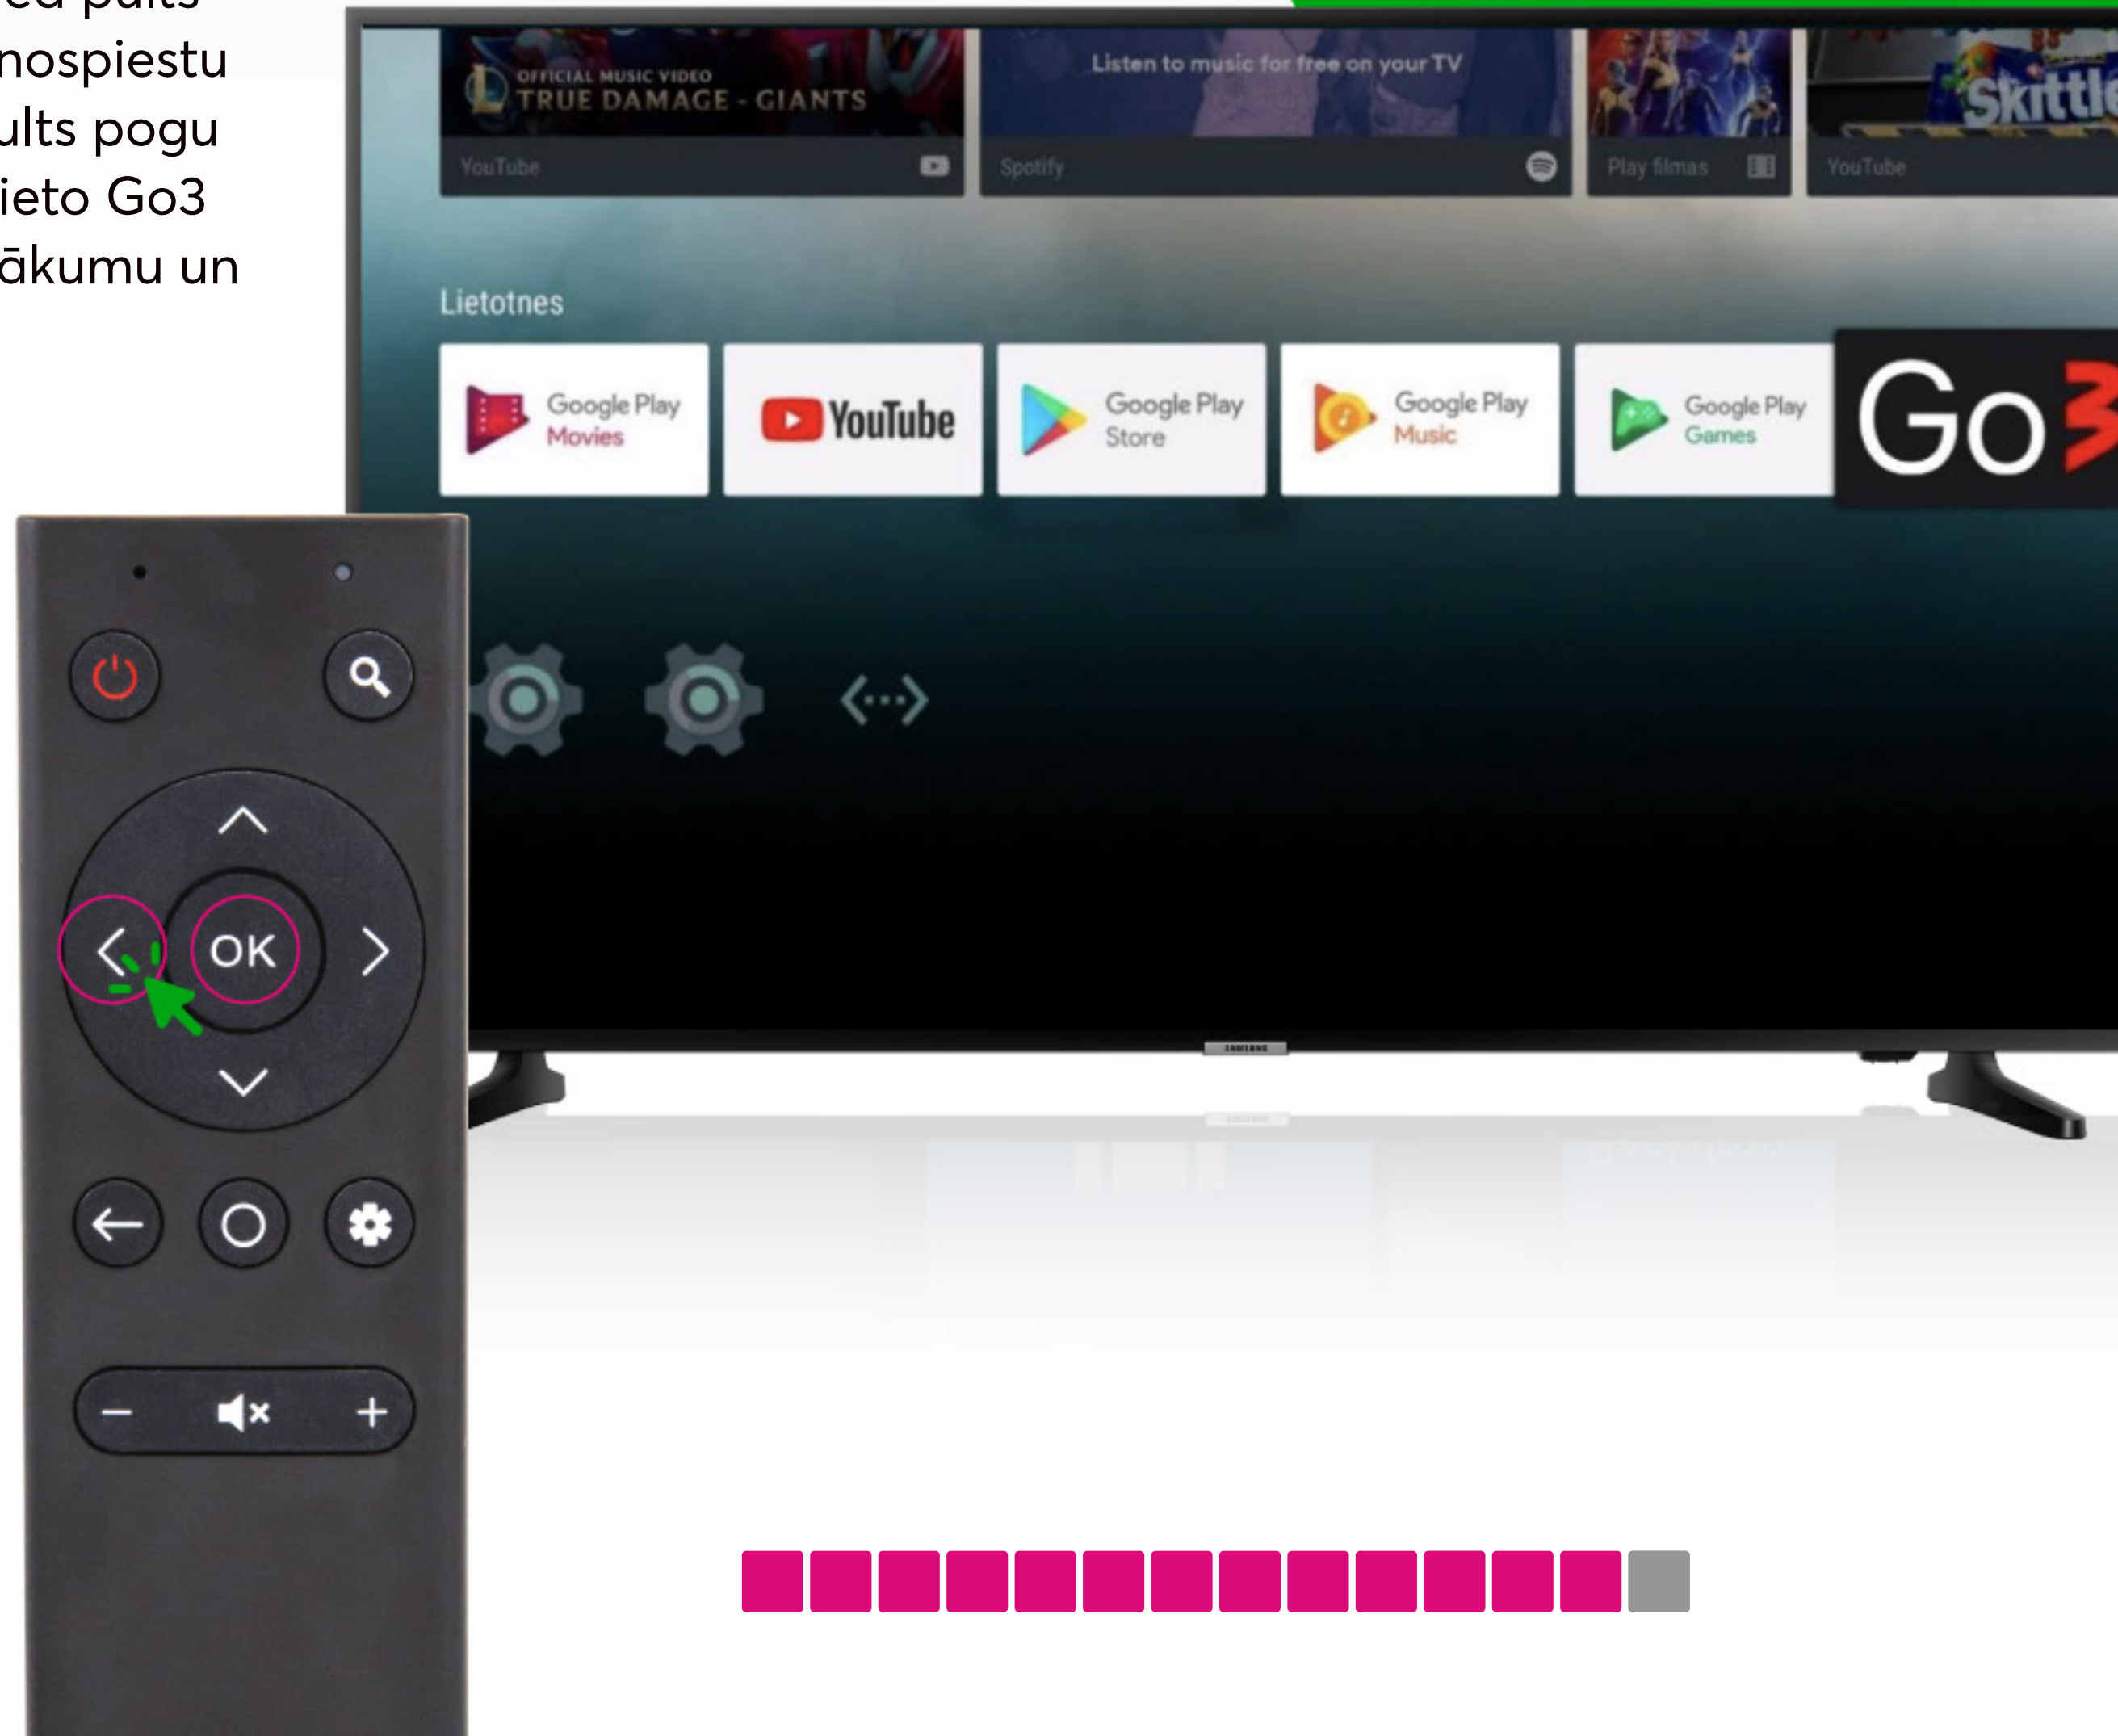 pults
nospiestu
ults pogu
ieto Go3
ākumu un
OFFICIAL MUSIC VIDEO
TRUE DAMAGE - GIANTS
YouTube
Listen to music for free on your TV
Spotify
Play filmas
Skittle
YouTube
Lietotnes
Google Play
Movies
YouTube
Google Play
Store
Google Play
Music
Google Play
Games
Go3
OK
SAMSUNG